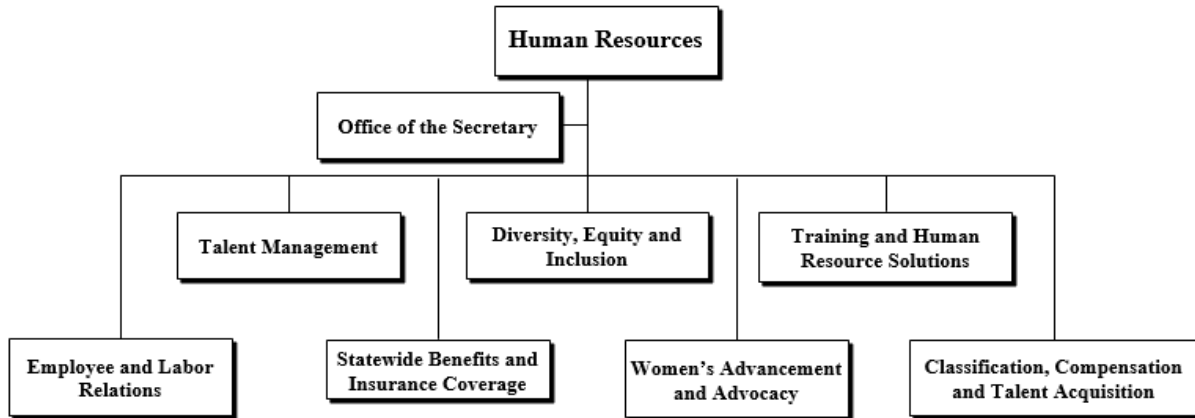 Human Resources
Office of the Secretary
Talent Management
Diversity, Equity and
Inclusion
Training and Human
Resource Solutions
Employee and Labor
Relations
Statewide Benefits and
Insurance Coverage
Women’s Advancement
and Advocacy
Classification, Compensation
and Talent Acquisition